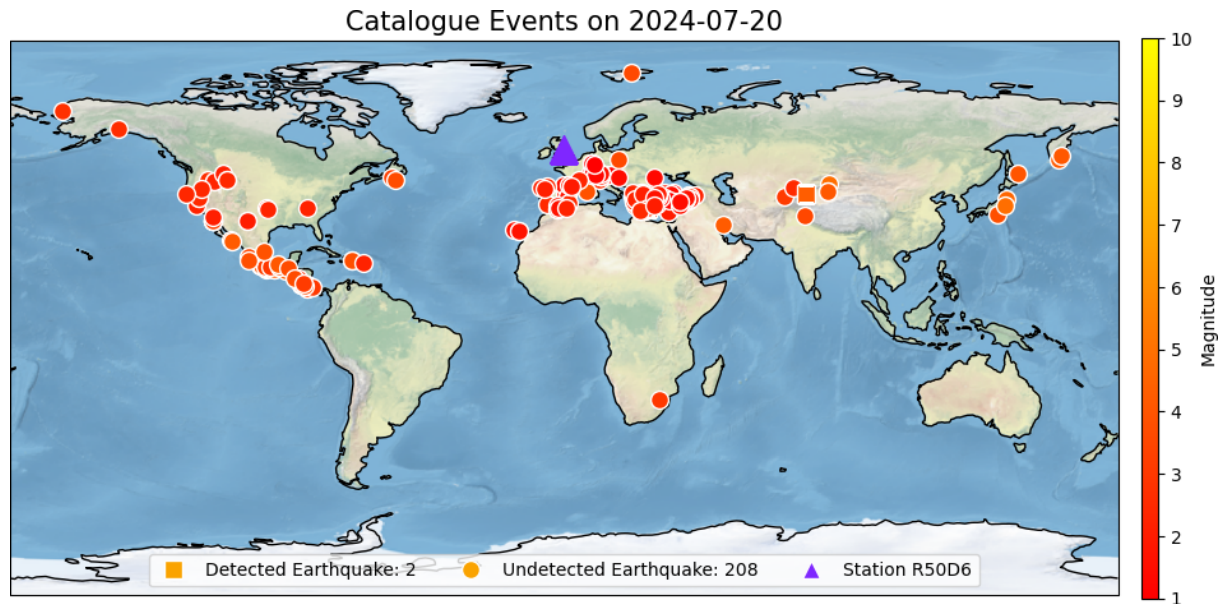 Catalogue Events on 2024-07-20
10
9
8
7
6
5
4
3
2
1
Magnitude
Detected Earthquake: 2
Undetected Earthquake: 208
Station R50D6